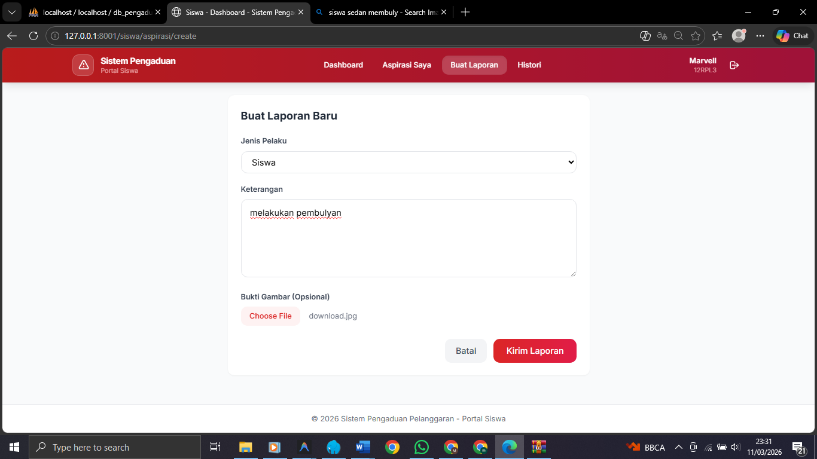 localhost / localhost / db_pengadu
Siswa - Dashboard - Sistem Penga
siswa sedan membuly - Search Im
127.0.0.1:8001/siswa/aspirasi/create
Chat
Sistem Pengaduan
Portal Siswa
Dashboard
Aspirasi Saya
Buat Laporan
Histori
Marvell
12RPL3
Buat Laporan Baru
Jenis Pelaku
Siswa
Keterangan
melakukan pembulyan
Bukti Gambar (Opsional)
Choose File
download.jpg
Batal
Kirim Laporan
© 2026 Sistem Pengaduan Pelanggaran - Portal Siswa
Type here to search
BBCA
23:31
11/03/2026
21